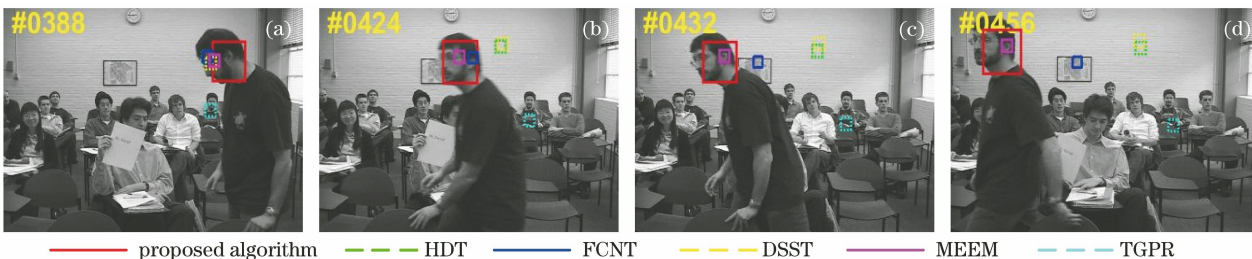 #0388 (a)
#0424 (b)
#0432 (c)
#0456 (d)
proposed algorithm HDT FCNT DSST MEEM TGPR